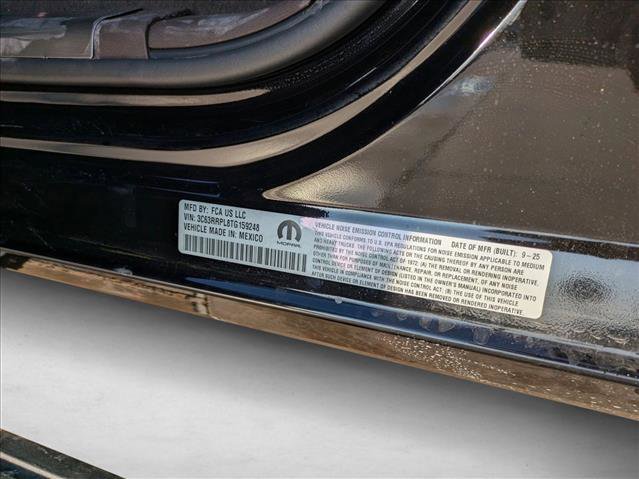 MFD BY: FCA US LLC
VIN: 3C63RRPL8TG159248
VEHICLE MADE IN: MEXICO
MOPAR
VEHICLE NOISE EMISSION CONTROL INFORMATION DATE OF MFR (BUILT): 9-25
THIS VEHICLE CONFORMS TO U.S. EPA REGULATIONS FOR NOISE EMISSION APPLICABLE TO MEDIUM
AND HEAVY TRUCKS. THE FOLLOWING ACTS OR THE CAUSING THEREOF BY ANY PERSON ARE
PROHIBITED BY THE NOISE CONTROL ACT OF 1972: (A) THE REMOVAL OR RENDERING INOPERATIVE,
OTHER THAN FOR PURPOSES OF MAINTENANCE, REPAIR, OR REPLACEMENT, OF ANY NOISE
CONTROL DEVICE OR ELEMENT OF DESIGN (LISTED IN THE OWNER'S MANUAL) INCORPORATED INTO
THIS VEHICLE IN COMPLIANCE WITH THE NOISE CONTROL ACT. (B) THE USE OF THIS VEHICLE
AFTER SUCH DEVICE OR ELEMENT OF DESIGN HAS BEEN REMOVED OR RENDERED INOPERATIVE.